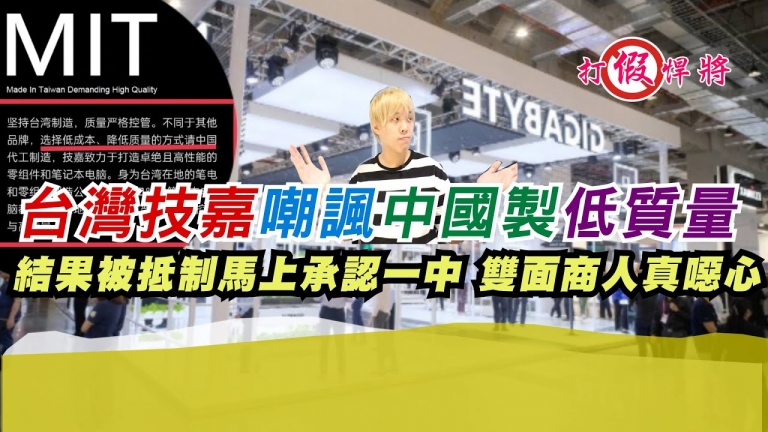 MIT
Made In Taiwan Demanding High Quality
坚持台湾制造，质量严格控管。不同于其他
品牌，选择低成本、降低质量的方式请中国
代工制造，技嘉致力于打造卓绝且高性能的
零组件和笔记本电脑。身为台湾在地的笔电
打假悍將
GIGABYTE
台灣技嘉嘲諷中國製低質量
結果被抵制馬上承認一中 雙面商人真噁心